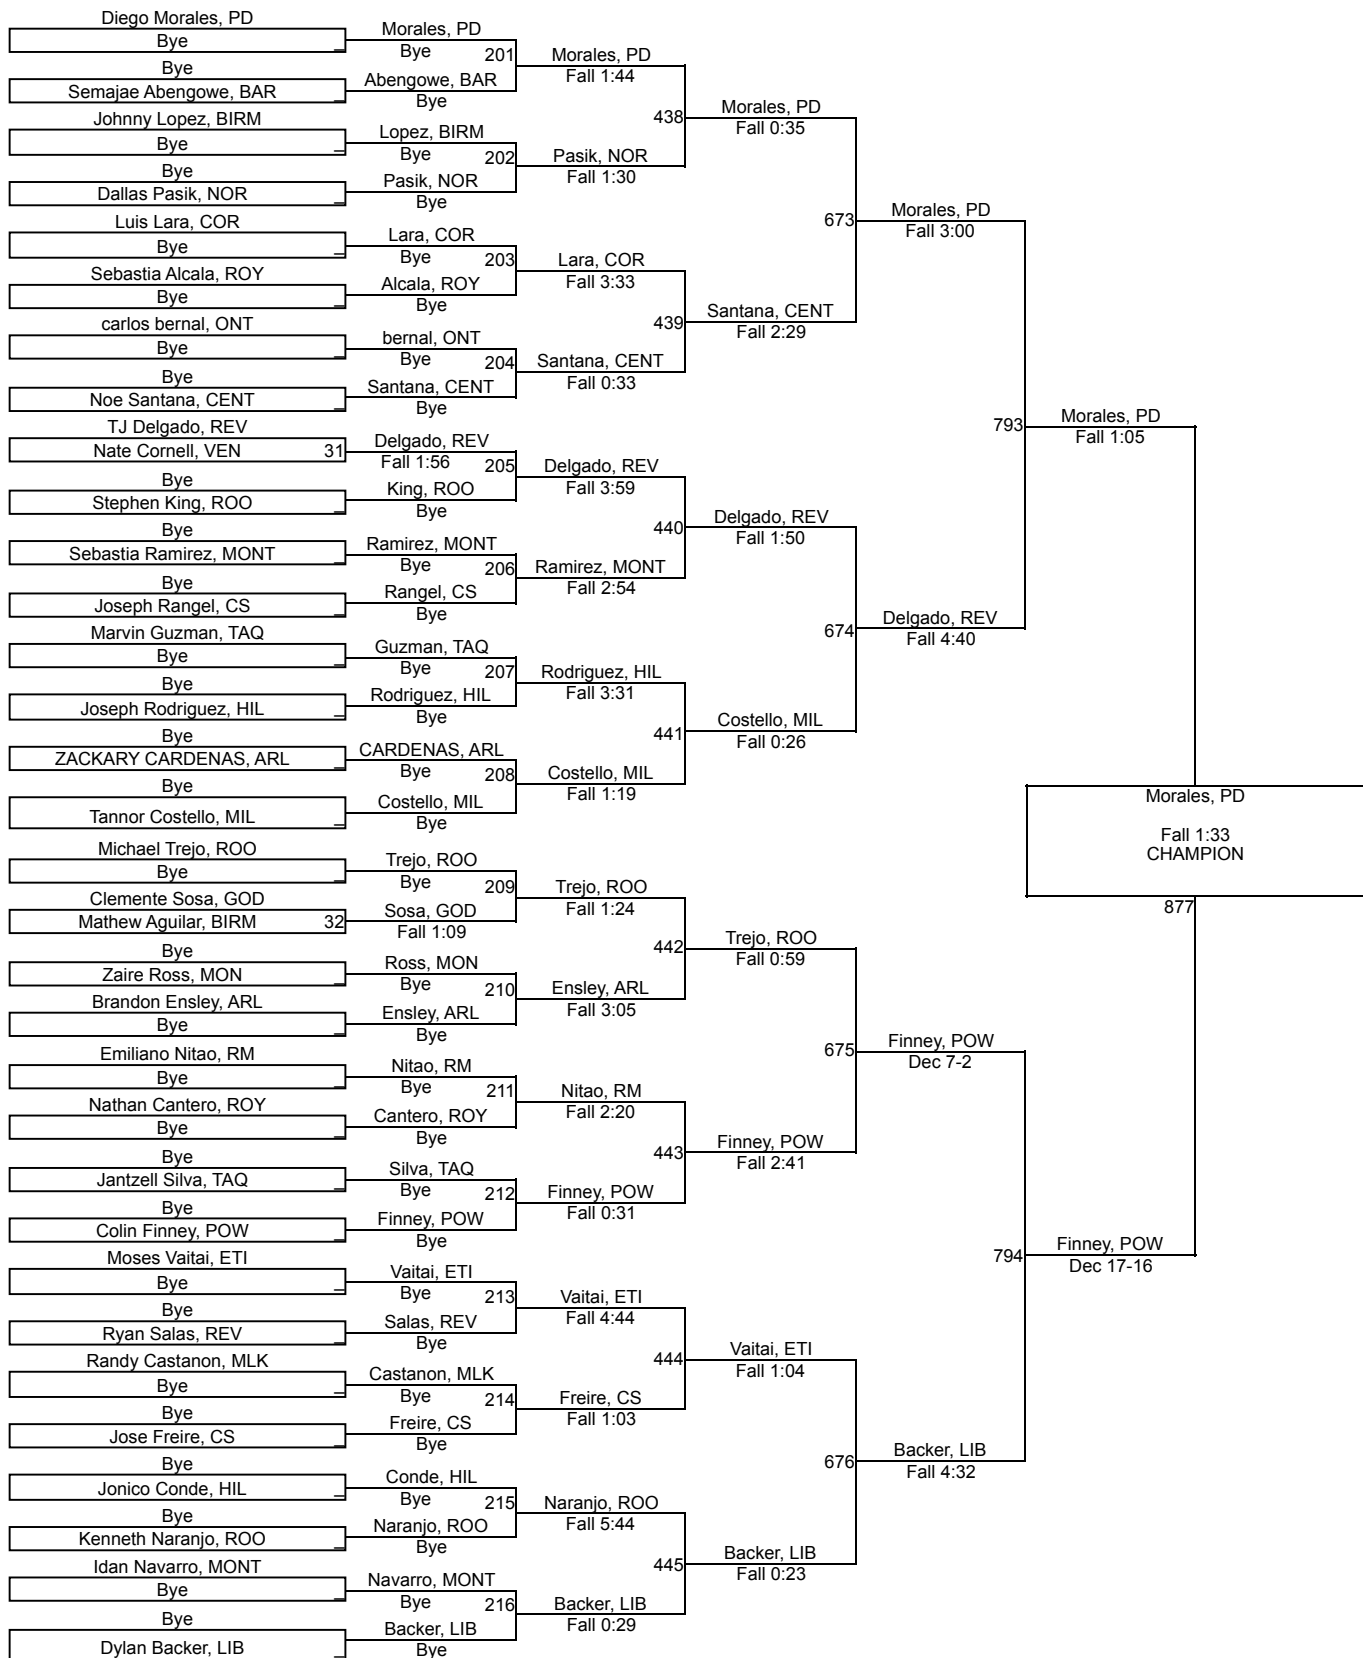 Diego Morales, PD
Bye
Bye
Semajae Abengowe, BAR
Johnny Lopez, BIRM
Bye
Bye
Dallas Pasik, NOR
Luis Lara, COR
Bye
Sebastia Alcala, ROY
Bye
carlos bernal, ONT
Bye
Bye
Noe Santana, CENT
TJ Delgado, REV
Nate Cornell, VEN 31
Bye
Stephen King, ROO
Bye
Sebastia Ramirez, MONT
Bye
Joseph Rangel, CS
Marvin Guzman, TAQ
Bye
Bye
Joseph Rodriguez, HIL
Bye
ZACKARY CARDENAS, ARL
Bye
Tannor Costello, MIL
Michael Trejo, ROO
Bye
Clemente Sosa, GOD
Mathew Aguilar, BIRM 32
Bye
Zaire Ross, MON
Brandon Ensley, ARL
Bye
Emiliano Nitao, RM
Bye
Nathan Cantero, ROY
Bye
Bye
Jantzell Silva, TAQ
Bye
Colin Finney, POW
Moses Vaitai, ETI
Bye
Bye
Ryan Salas, REV
Randy Castanon, MLK
Bye
Bye
Jose Freire, CS
Bye
Jonico Conde, HIL
Bye
Kenneth Naranjo, ROO
Idan Navarro, MONT
Bye
Bye
Dylan Backer, LIB
Morales, PD
Bye 201
Abengowe, BAR
Bye
Lopez, BIRM
Bye 202
Pasik, NOR
Bye
Lara, COR
Bye 203
Alcala, ROY
Bye
bernal, ONT
Bye 204
Santana, CENT
Bye
Delgado, REV
Fall 1:56 205
King, ROO
Bye
Ramirez, MONT
Bye 206
Rangel, CS
Bye
Guzman, TAQ
Bye 207
Rodriguez, HIL
Bye
CARDENAS, ARL
Bye 208
Costello, MIL
Bye
Trejo, ROO
Bye 209
Sosa, GOD
Fall 1:09
Ross, MON
Bye 210
Ensley, ARL
Bye
Nitao, RM
Bye 211
Cantero, ROY
Bye
Silva, TAQ
Bye 212
Finney, POW
Bye
Vaitai, ETI
Bye 213
Salas, REV
Bye
Castanon, MLK
Bye 214
Freire, CS
Bye
Conde, HIL
Bye 215
Naranjo, ROO
Bye
Navarro, MONT
Bye 216
Backer, LIB
Bye
Morales, PD
Fall 1:44
438
Pasik, NOR
Fall 1:30
Lara, COR
Fall 3:33
439
Santana, CENT
Fall 0:33
Delgado, REV
Fall 3:59
440
Ramirez, MONT
Fall 2:54
Rodriguez, HIL
Fall 3:31
441
Costello, MIL
Fall 1:19
Trejo, ROO
Fall 1:24
442
Ensley, ARL
Fall 3:05
Nitao, RM
Fall 2:20
443
Finney, POW
Fall 0:31
Vaitai, ETI
Fall 4:44
444
Freire, CS
Fall 1:03
Naranjo, ROO
Fall 5:44
445
Backer, LIB
Fall 0:29
Morales, PD
Fall 0:35
673
Santana, CENT
Fall 2:29
Delgado, REV
Fall 1:50
674
Costello, MIL
Fall 0:26
Trejo, ROO
Fall 0:59
675
Finney, POW
Fall 2:41
Vaitai, ETI
Fall 1:04
676
Backer, LIB
Fall 0:23
Morales, PD
Fall 3:00
793
Delgado, REV
Fall 4:40
Finney, POW
Dec 7-2
794
Backer, LIB
Fall 4:32
Morales, PD
Fall 1:05
Finney, POW
Dec 17-16
Morales, PD
Fall 1:33
CHAMPION
877